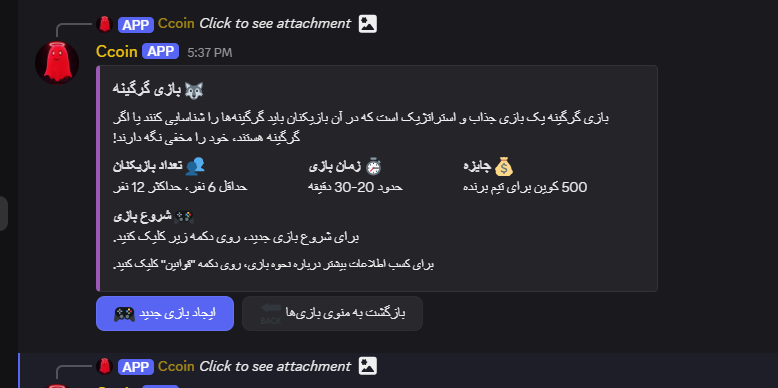 APP Ccoin Click to see attachment
Ccoin APP 5:37 PM
🐺 بازی گرگینه
بازی گرگینه یک بازی جذاب و استراتژیک است که در آن بازیکنان باید گرگینه‌ها را شناسایی کنند یا اگر
گرگینه هستند، خود را مخفی نگه دارند!
👥 تعداد بازیکنان
حداقل 6 نفر، حداکثر 12 نفر
⏱️ زمان بازی
حدود 20-30 دقیقه
💰 جایزه
500 کوین برای تیم برنده
🎮 شروع بازی
برای شروع بازی جدید، روی دکمه زیر کلیک کنید.
برای کسب اطلاعات بیشتر درباره نحوه بازی، روی دکمه "قوانین" کلیک کنید.
ایجاد بازی جدید 🎮
بازگشت به منوی بازی‌ها 🔙
APP Ccoin Click to see attachment